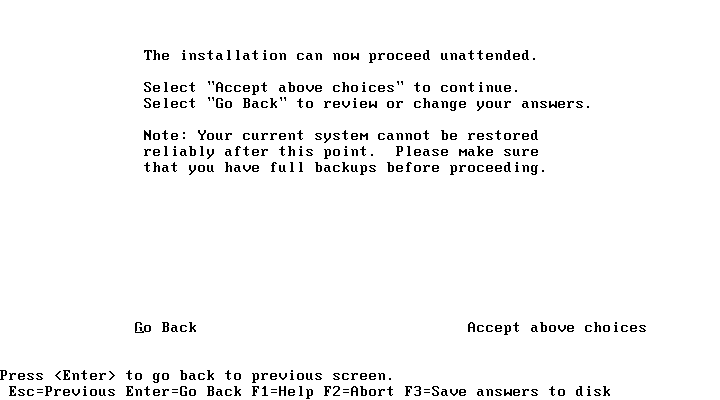 The installation can now proceed unattended.
Select "Accept above choices" to continue.
Select "Go Back" to review or change your answers.
Note: Your current system cannot be restored
reliably after this point.  Please make sure
that you have full backups before proceeding.
Go Back Accept above choices
Press <Enter> to go back to previous screen.
Esc=Previous Enter=Go Back F1=Help F2=Abort F3=Save answers to disk